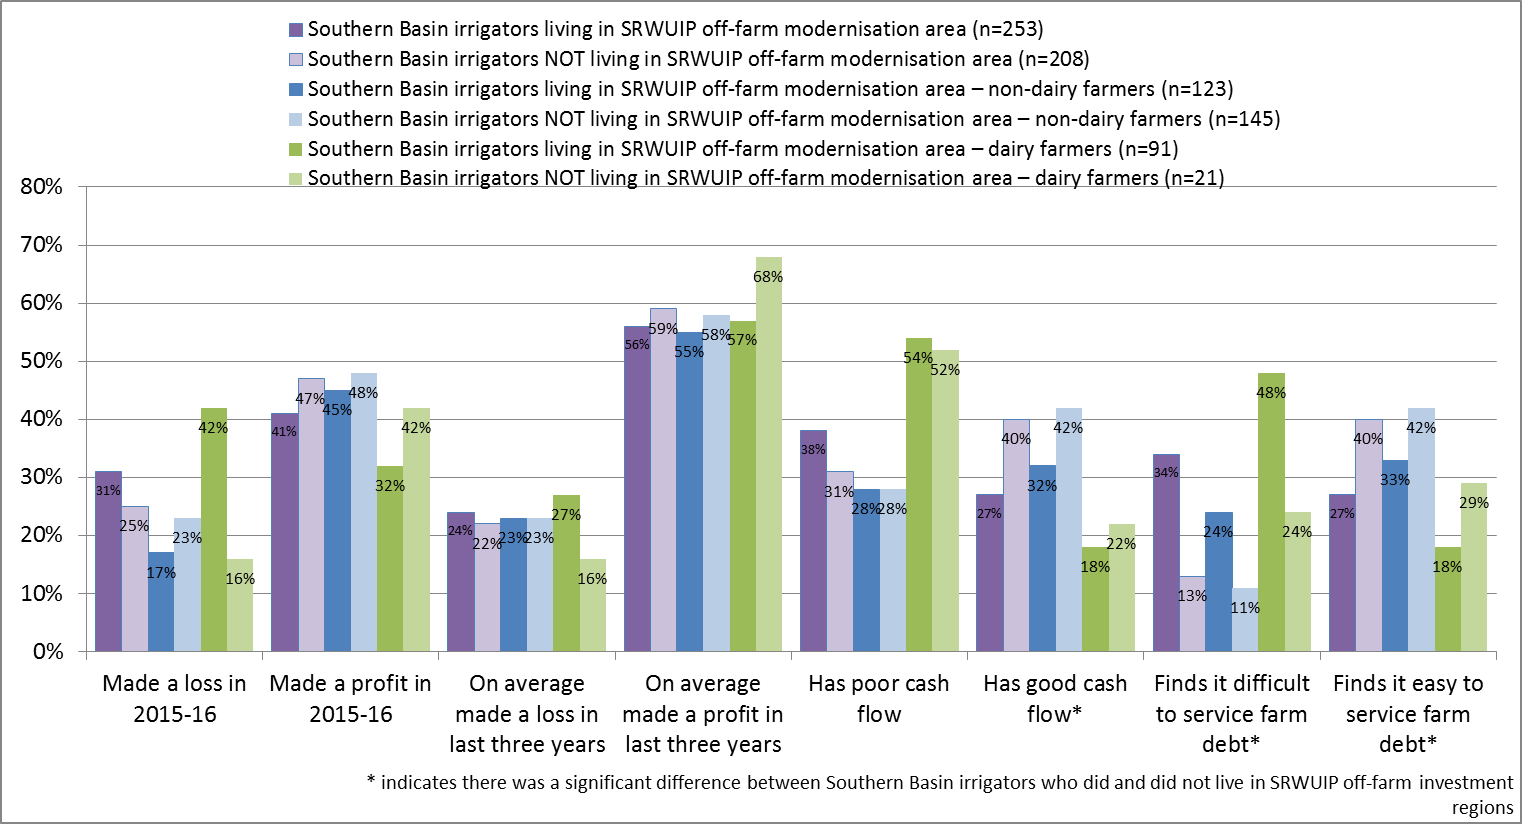 Southern Basin irrigators living in SRWUIP off-farm modernisation area (n=253)
Southern Basin irrigators NOT living in SRWUIP off-farm modernisation area (n=208)
Southern Basin irrigators living in SRWUIP off-farm modernisation area – non-dairy farmers (n=123)
Southern Basin irrigators NOT living in SRWUIP off-farm modernisation area – non-dairy farmers (n=145)
Southern Basin irrigators living in SRWUIP off-farm modernisation area – dairy farmers (n=91)
Southern Basin irrigators NOT living in SRWUIP off-farm modernisation area – dairy farmers (n=21)
80%
70%
60%
50%
40%
30%
20%
10%
0%
31%
25%
17%
23%
42%
16%
41%
47%
45%
48%
32%
42%
24%
22%
23%
23%
27%
16%
56%
59%
55%
58%
57%
68%
38%
31%
28%
28%
54%
52%
27%
40%
32%
42%
18%
22%
34%
13%
24%
11%
48%
24%
27%
40%
33%
42%
18%
29%
Made a loss in
2015-16
Made a profit in
2015-16
On average
made a loss in
last three years
On average
made a profit in
last three years
Has poor cash
flow
Has good cash
flow*
Finds it difficult
to service farm
debt*
Finds it easy to
service farm
debt*
* indicates there was a significant difference between Southern Basin irrigators who did and did not live in SRWUIP off-farm investment
regions